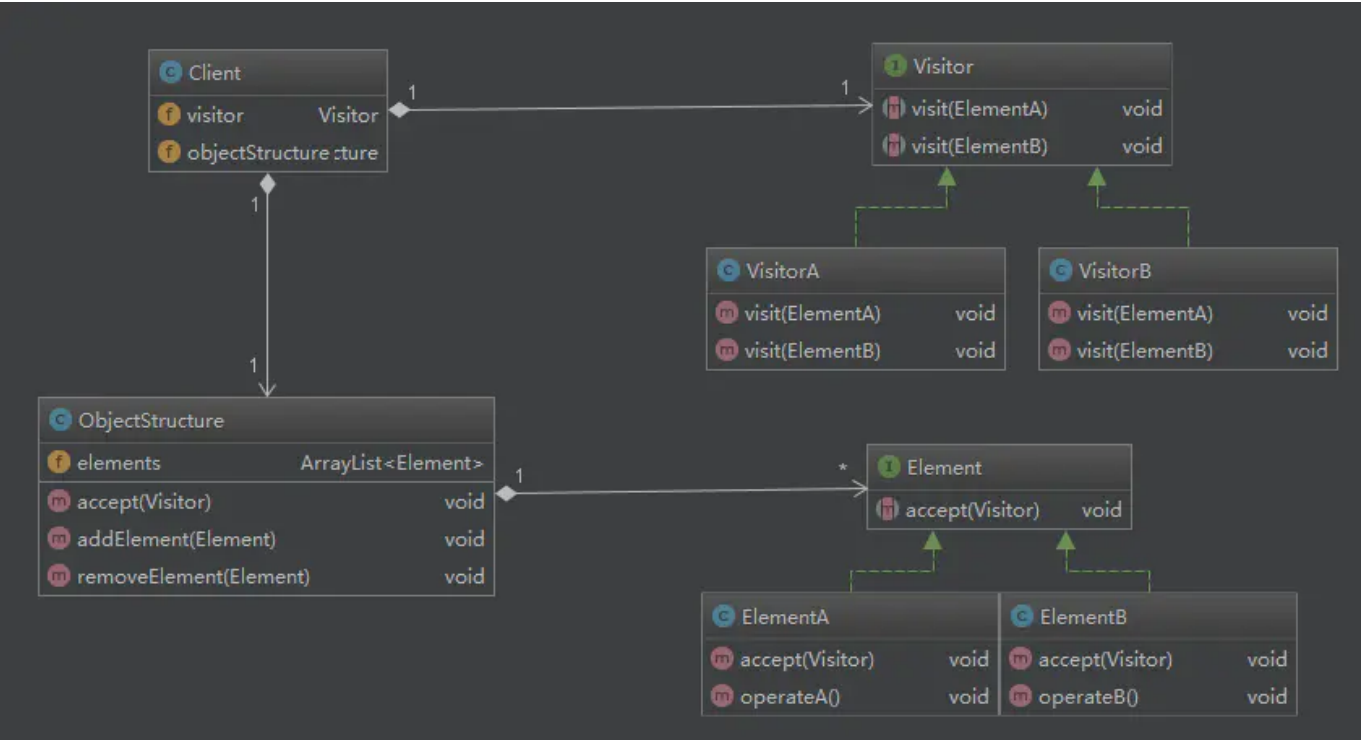 Client
visitor Visitor
objectStructure :ture
1
1
Visitor
visit(ElementA) void
visit(ElementB) void
1
1
VisitorA
visit(ElementA) void
visit(ElementB) void
VisitorB
visit(ElementA) void
visit(ElementB) void
ObjectStructure
elements ArrayList<Element>
accept(Visitor) void
addElement(Element) void
removeElement(Element) void
1
*
Element
accept(Visitor) void
ElementA
accept(Visitor) void
operateA() void
ElementB
accept(Visitor) void
operateB() void